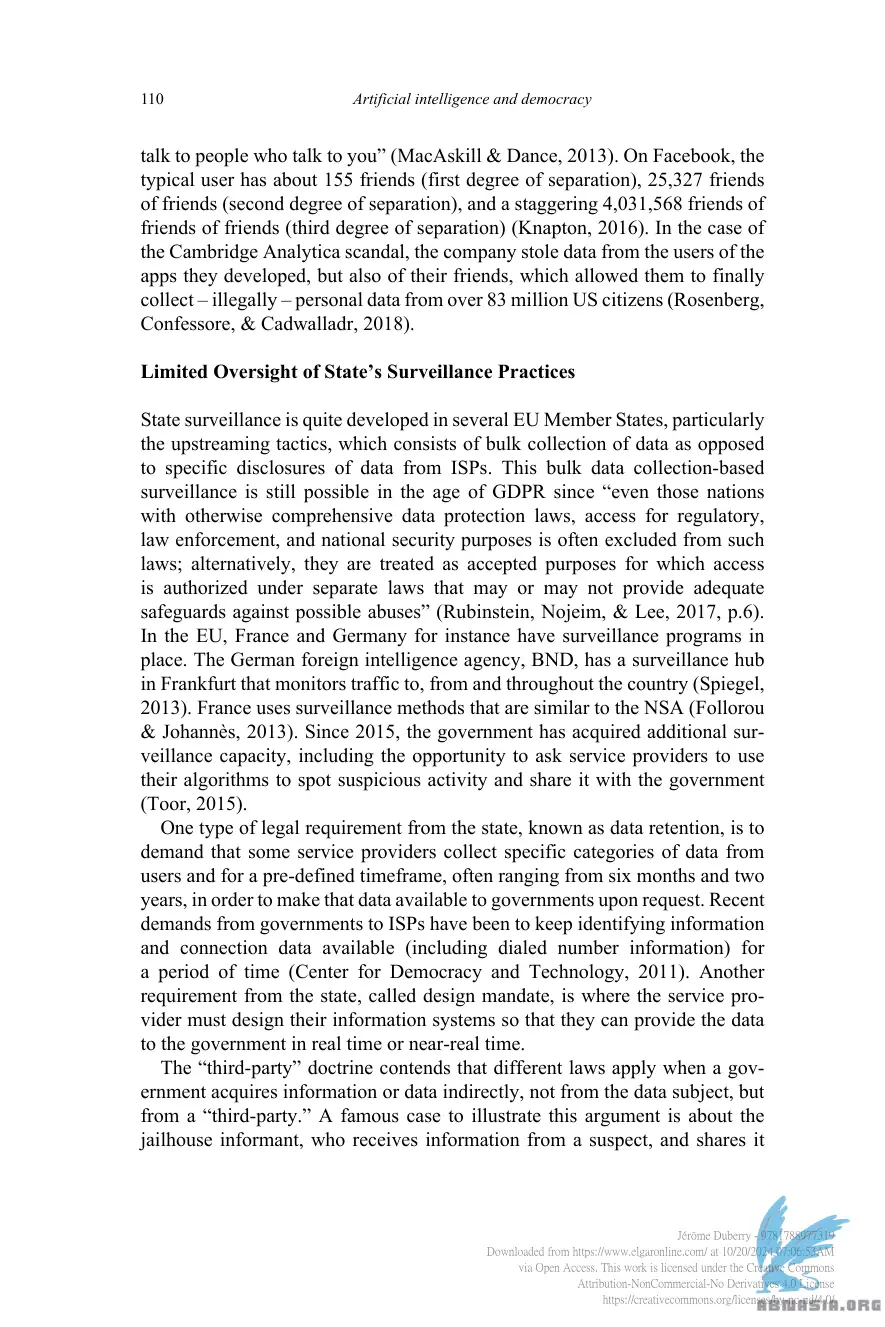 110
Artificial intelligence and democracy
talk to people who talk to you” (MacAskill & Dance, 2013). On Facebook, the
typical user has about 155 friends (first degree of separation), 25,327 friends
of friends (second degree of separation), and a staggering 4,031,568 friends of
friends of friends (third degree of separation) (Knapton, 2016). In the case of
the Cambridge Analytica scandal, the company stole data from the users of the
apps they developed, but also of their friends, which allowed them to finally
collect – illegally – personal data from over 83 million US citizens (Rosenberg,
Confessore, & Cadwalladr, 2018).
Limited Oversight of State’s Surveillance Practices
State surveillance is quite developed in several EU Member States, particularly
the upstreaming tactics, which consists of bulk collection of data as opposed
to specific disclosures of data from ISPs. This bulk data collection-based
surveillance is still possible in the age of GDPR since “even those nations
with otherwise comprehensive data protection laws, access for regulatory,
law enforcement, and national security purposes is often excluded from such
laws; alternatively, they are treated as accepted purposes for which access
is authorized under separate laws that may or may not provide adequate
safeguards against possible abuses” (Rubinstein, Nojeim, & Lee, 2017, p.6).
In the EU, France and Germany for instance have surveillance programs in
place. The German foreign intelligence agency, BND, has a surveillance hub
in Frankfurt that monitors traffic to, from and throughout the country (Spiegel,
2013). France uses surveillance methods that are similar to the NSA (Follorou
& Johannès, 2013). Since 2015, the government has acquired additional sur-
veillance capacity, including the opportunity to ask service providers to use
their algorithms to spot suspicious activity and share it with the government
(Toor, 2015).
One type of legal requirement from the state, known as data retention, is to
demand that some service providers collect specific categories of data from
users and for a pre-defined timeframe, often ranging from six months and two
years, in order to make that data available to governments upon request. Recent
demands from governments to ISPs have been to keep identifying information
and connection data available (including dialed number information) for
a period of time (Center for Democracy and Technology, 2011). Another
requirement from the state, called design mandate, is where the service pro-
vider must design their information systems so that they can provide the data
to the government in real time or near-real time.
The “third-party” doctrine contends that different laws apply when a gov-
ernment acquires information or data indirectly, not from the data subject, but
from a “third-party.” A famous case to illustrate this argument is about the
jailhouse informant, who receives information from a suspect, and shares it
Jérôme Duberry - 9781788977319
Downloaded from https://www.elgaronline.com/ at 10/20/2024 07:06:53AM
via Open Access. This work is licensed under the Creative Commons
Attribution-NonCommercial-No Derivatives 4.0 License
https://creativecommons.org/licenses/by-nc-nd/4.0/
ABMASIA.ORG